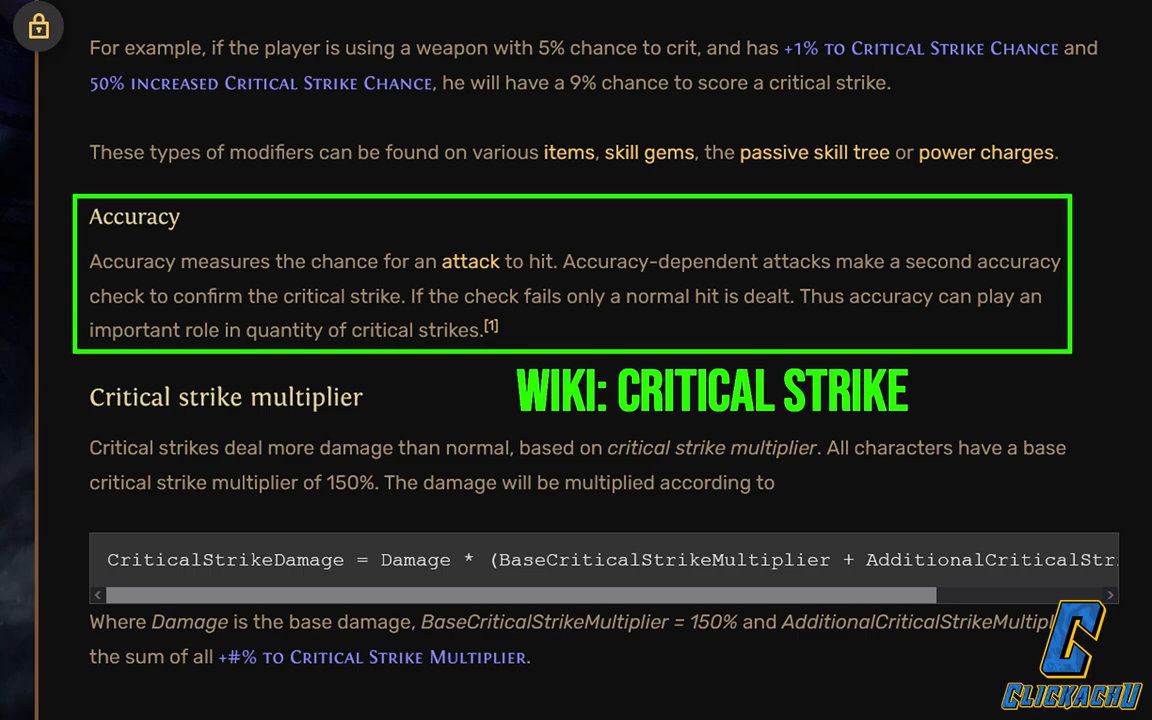 For example, if the player is using a weapon with 5% chance to crit, and has +1% to Critical Strike Chance and
50% increased Critical Strike Chance, he will have a 9% chance to score a critical strike.
These types of modifiers can be found on various items, skill gems, the passive skill tree or power charges.
Accuracy
Accuracy measures the chance for an attack to hit. Accuracy-dependent attacks make a second accuracy
check to confirm the critical strike. If the check fails only a normal hit is dealt. Thus accuracy can play an
important role in quantity of critical strikes.[1]
WIKI: CRITICAL STRIKE
Critical strike multiplier
Critical strikes deal more damage than normal, based on critical strike multiplier. All characters have a base
critical strike multiplier of 150%. The damage will be multiplied according to
CriticalStrikeDamage = Damage * (BaseCriticalStrikeMultiplier + AdditionalCriticalStr
Where Damage is the base damage, BaseCriticalStrikeMultiplier = 150% and AdditionalCriticalStrikeMultipl
the sum of all +#% to Critical Strike Multiplier.
C
CLICKACHU